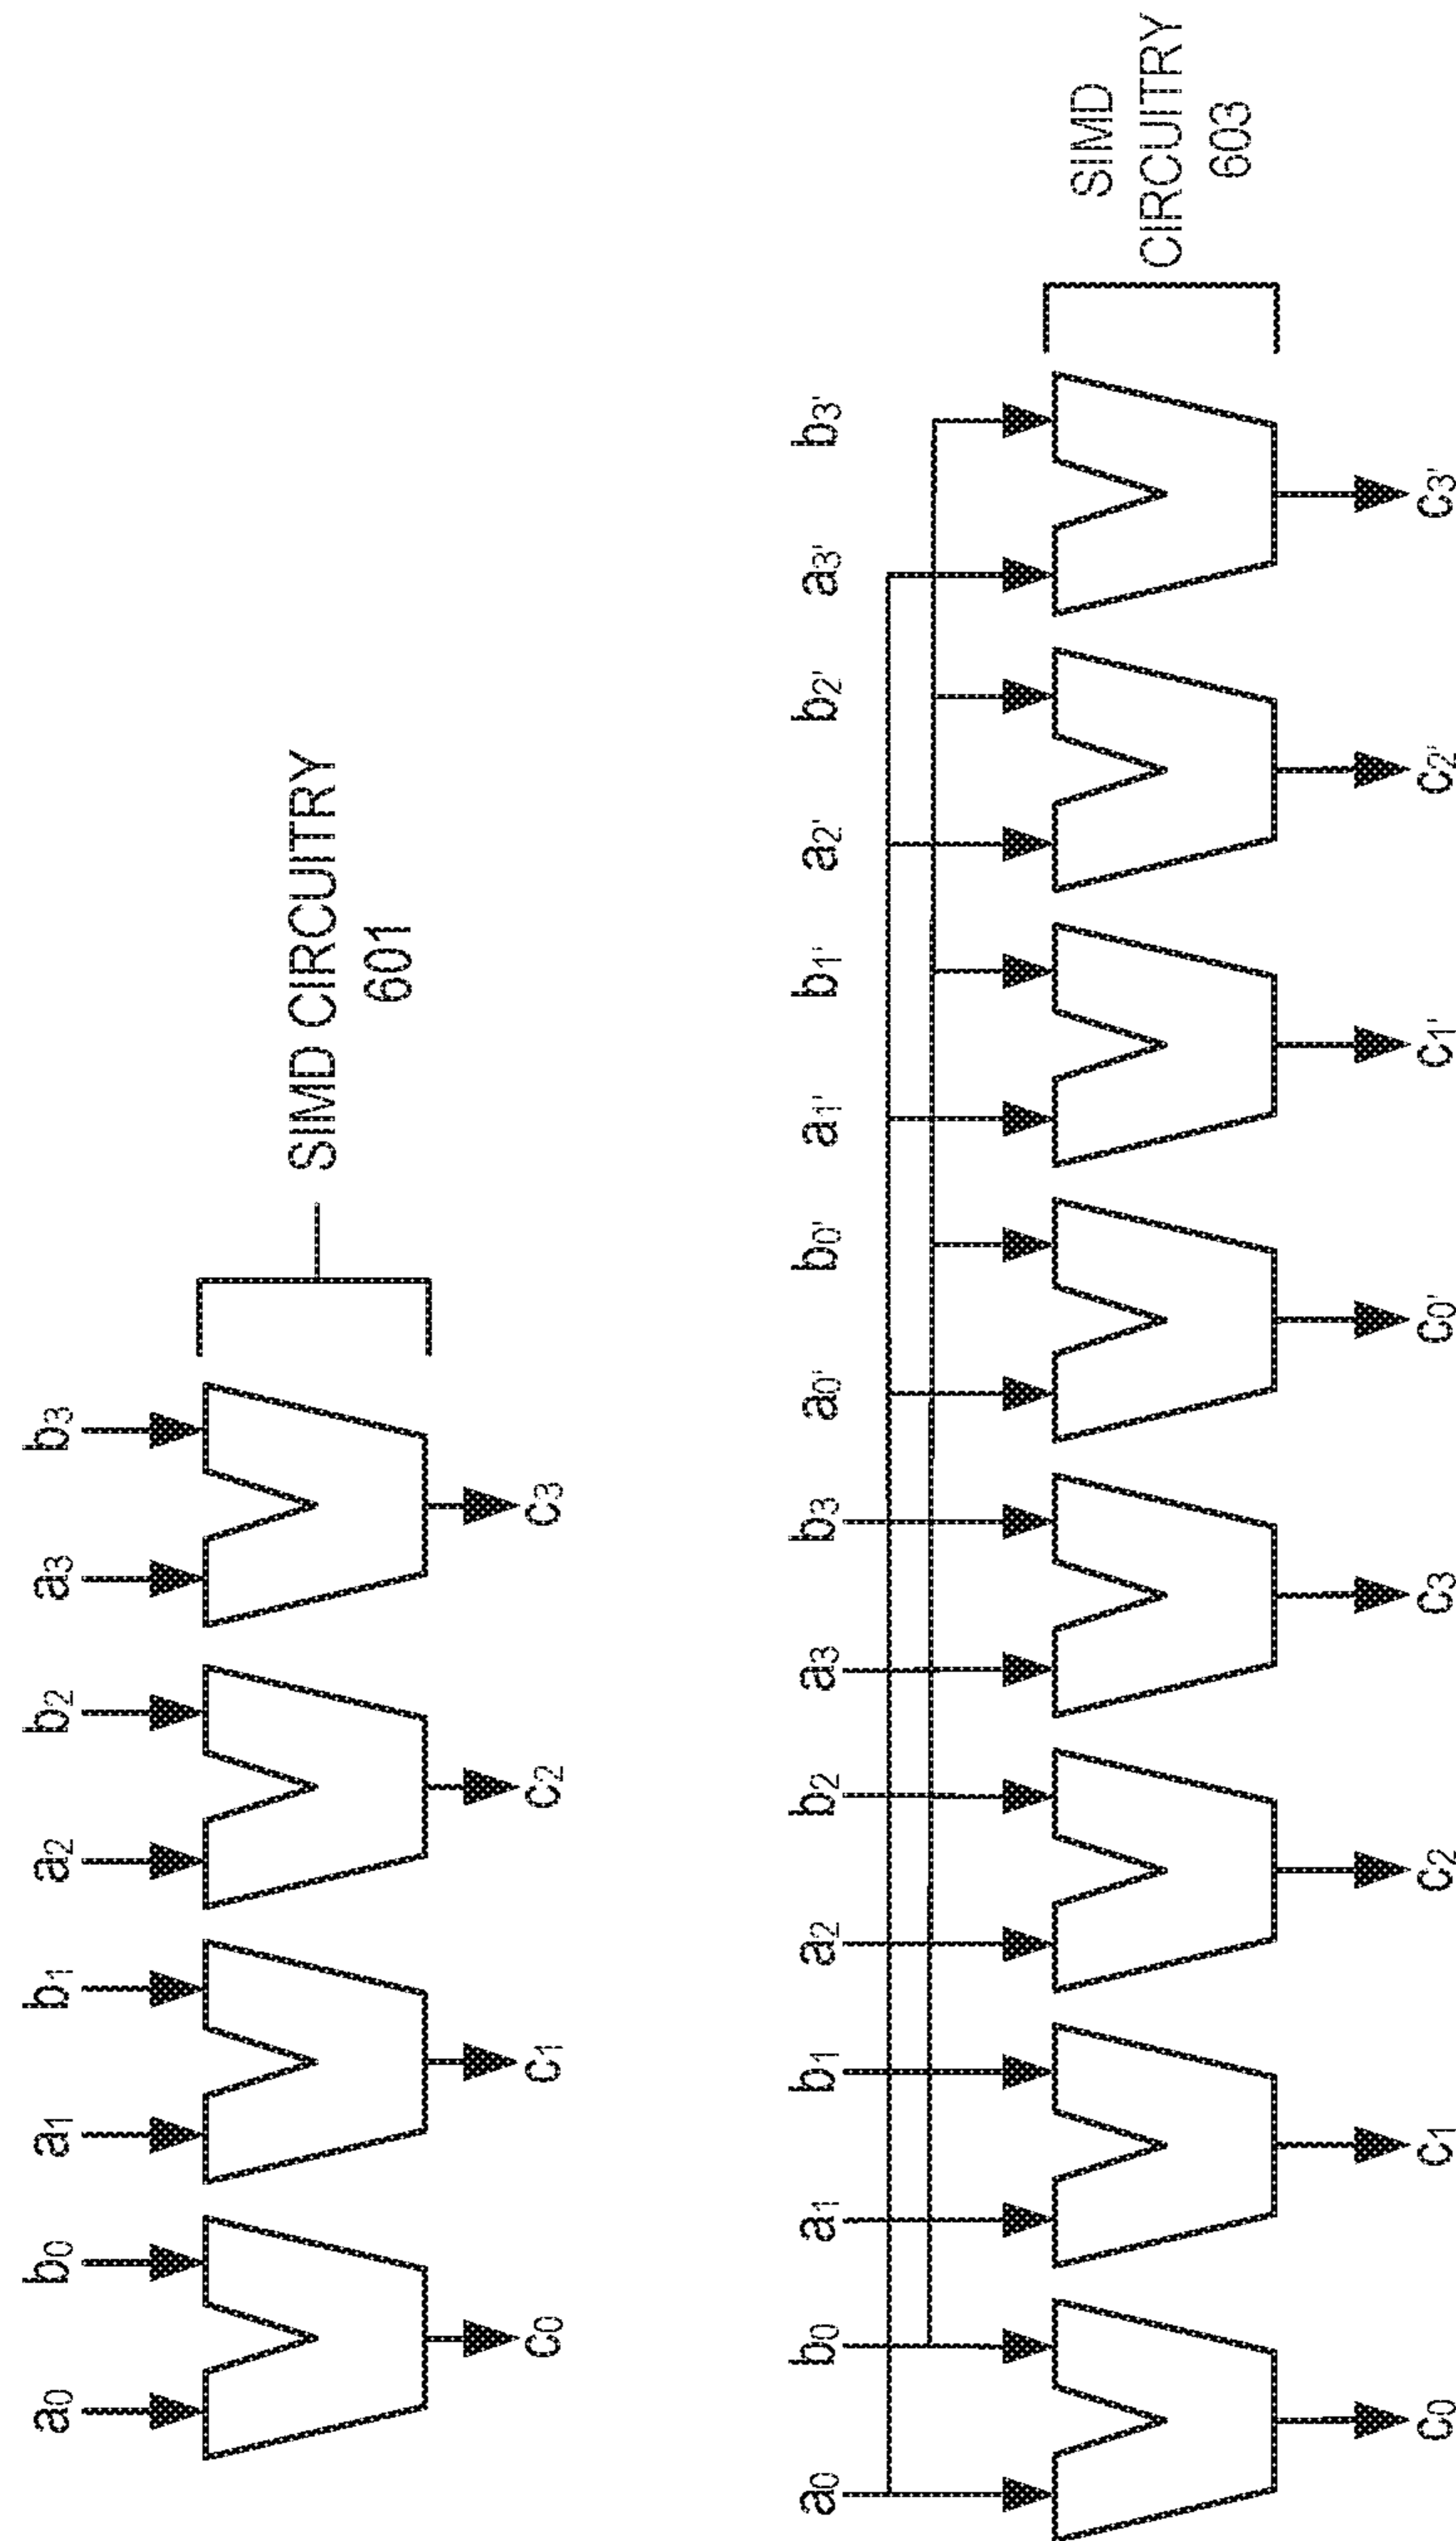 a0 b0 a1 b1 a2 b2 a3 b3
SIMD CIRCUITRY
601
c0 c1 c2 c3
a0 b0 a1 b1 a2 b2 a3 b3 a0' b0' a1' b1' a2' b2' a3' b3'
SIMD
CIRCUITRY
603
c0 c1 c2 c3 c0' c1' c2' c3'